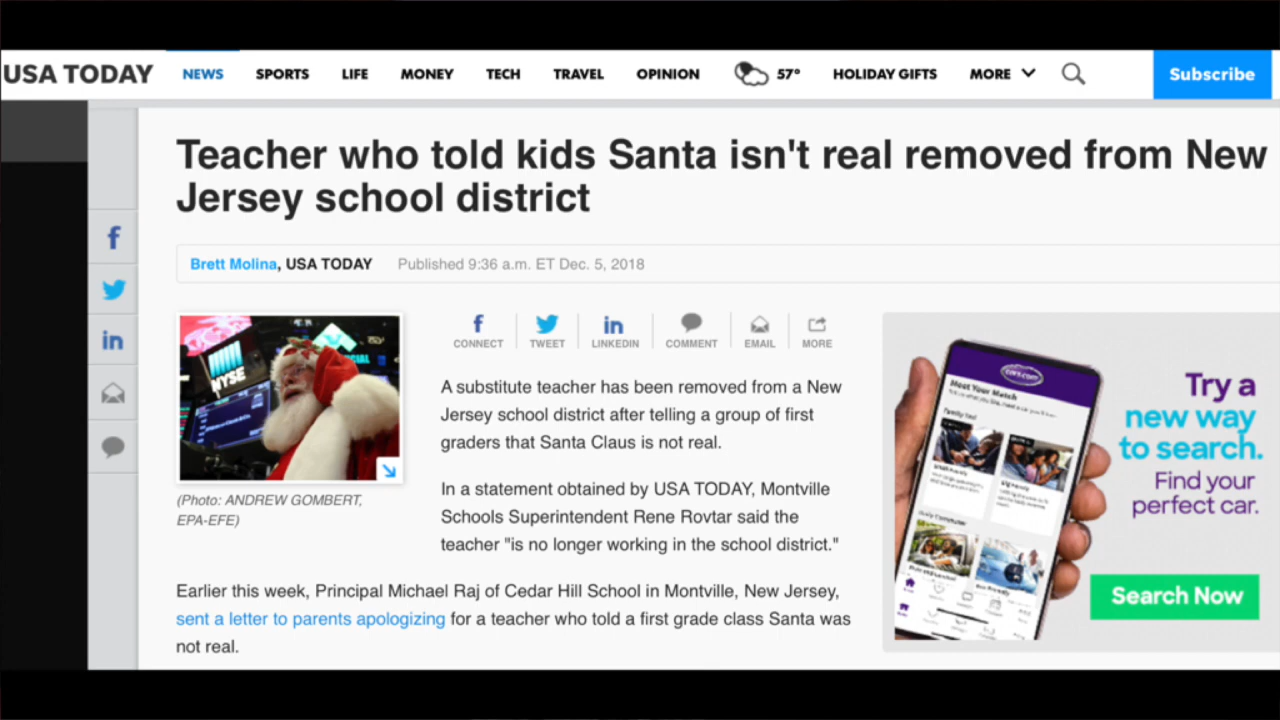 USA TODAY
NEWS
SPORTS
LIFE
MONEY
TECH
TRAVEL
OPINION
57°
HOLIDAY GIFTS
MORE
Subscribe
Teacher who told kids Santa isn't real removed from New
Jersey school district
Brett Molina, USA TODAY Published 9:36 a.m. ET Dec. 5, 2018
NYSE
(Photo: ANDREW GOMBERT,
EPA-EFE)
CONNECT
TWEET
LINKEDIN
COMMENT
EMAIL
MORE
A substitute teacher has been removed from a New
Jersey school district after telling a group of first
graders that Santa Claus is not real.
In a statement obtained by USA TODAY, Montville
Schools Superintendent Rene Rovtar said the
teacher "is no longer working in the school district."
Earlier this week, Principal Michael Raj of Cedar Hill School in Montville, New Jersey,
sent a letter to parents apologizing for a teacher who told a first grade class Santa was
not real.
cars.com
Meet Your Match
Try a
new way
to search.
Find your
perfect car.
Search Now